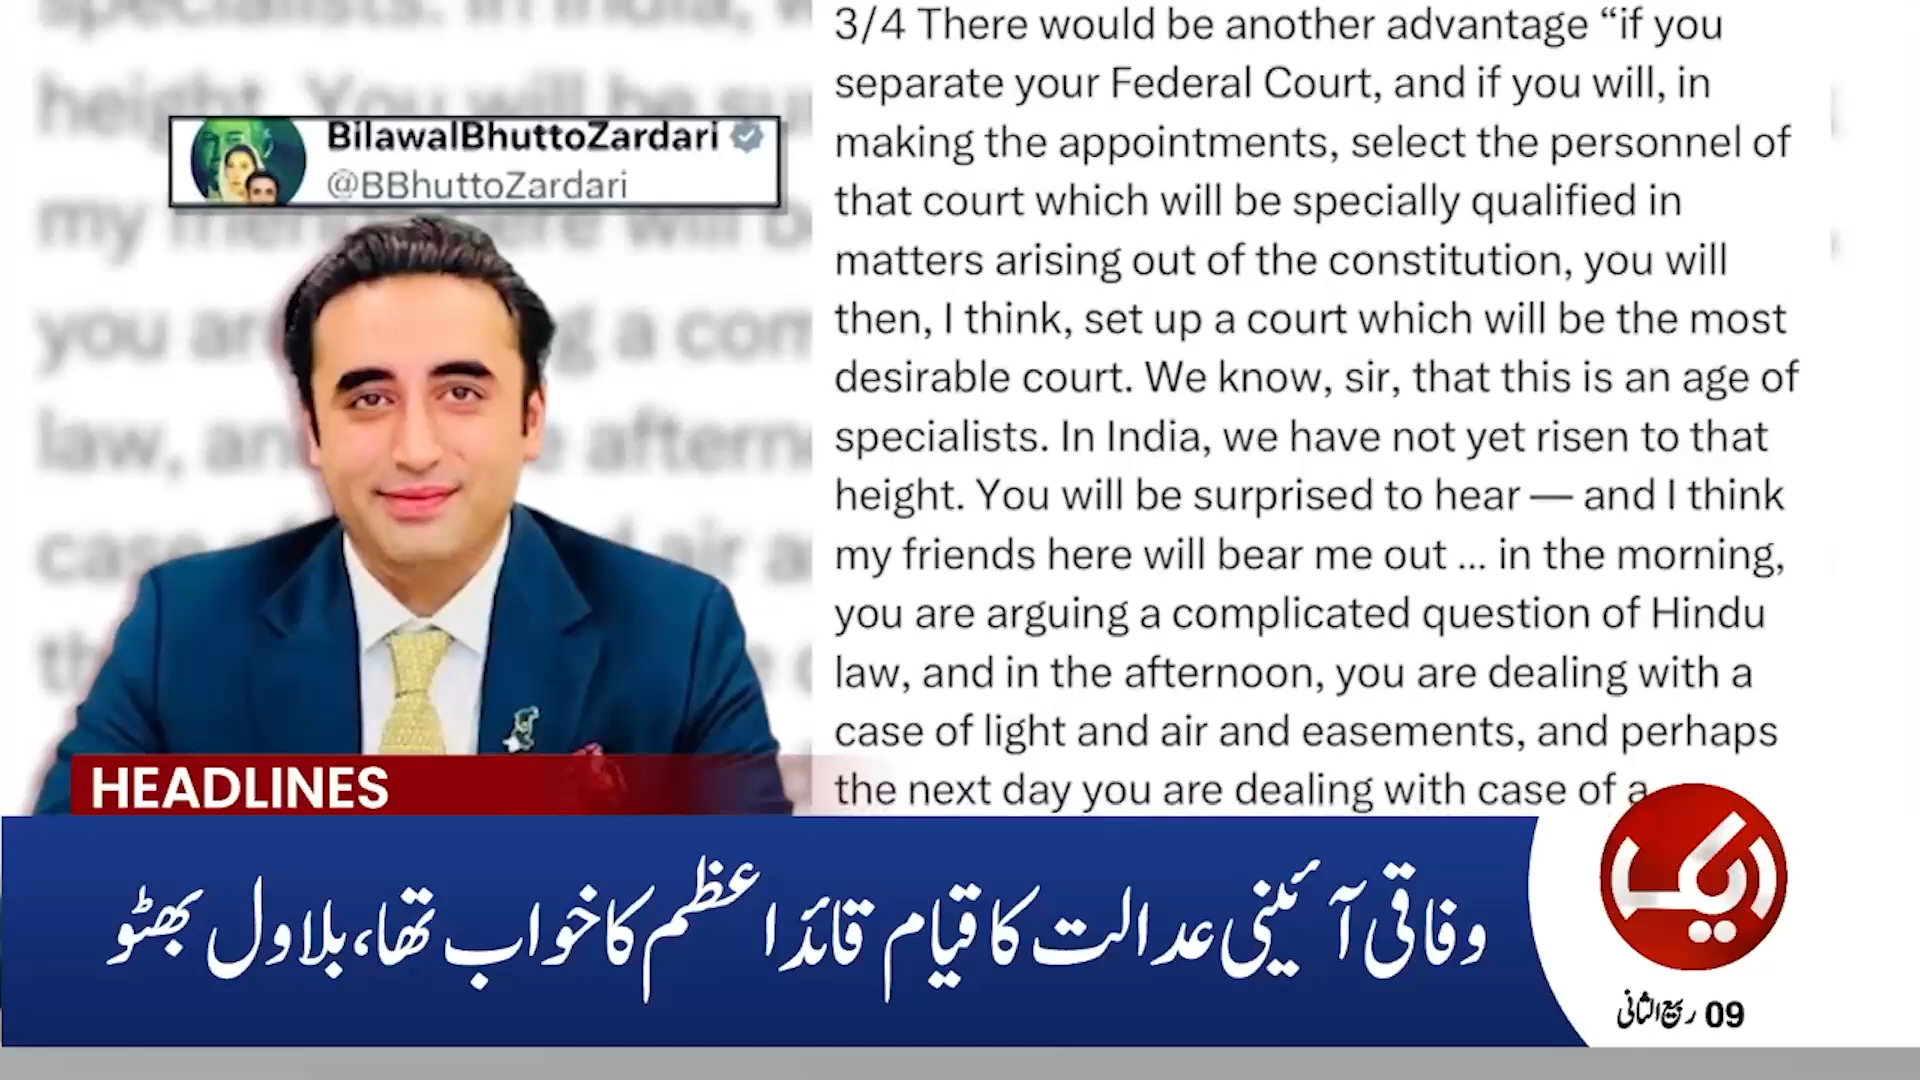 BilawalBhuttoZardari
@BBhuttoZardari
3/4 There would be another advantage “if you
separate your Federal Court, and if you will, in
making the appointments, select the personnel of
that court which will be specially qualified in
matters arising out of the constitution, you will
then, I think, set up a court which will be the most
desirable court. We know, sir, that this is an age of
specialists. In India, we have not yet risen to that
height. You will be surprised to hear — and I think
my friends here will bear me out ... in the morning,
you are arguing a complicated question of Hindu
law, and in the afternoon, you are dealing with a
case of light and air and easements, and perhaps
the next day you are dealing with case of a
HEADLINES
وفاقی آئینی عدالت کا قیام قائداعظم کا خواب تھا، بلاول بھٹو
ایک
09 ربیع الثانی